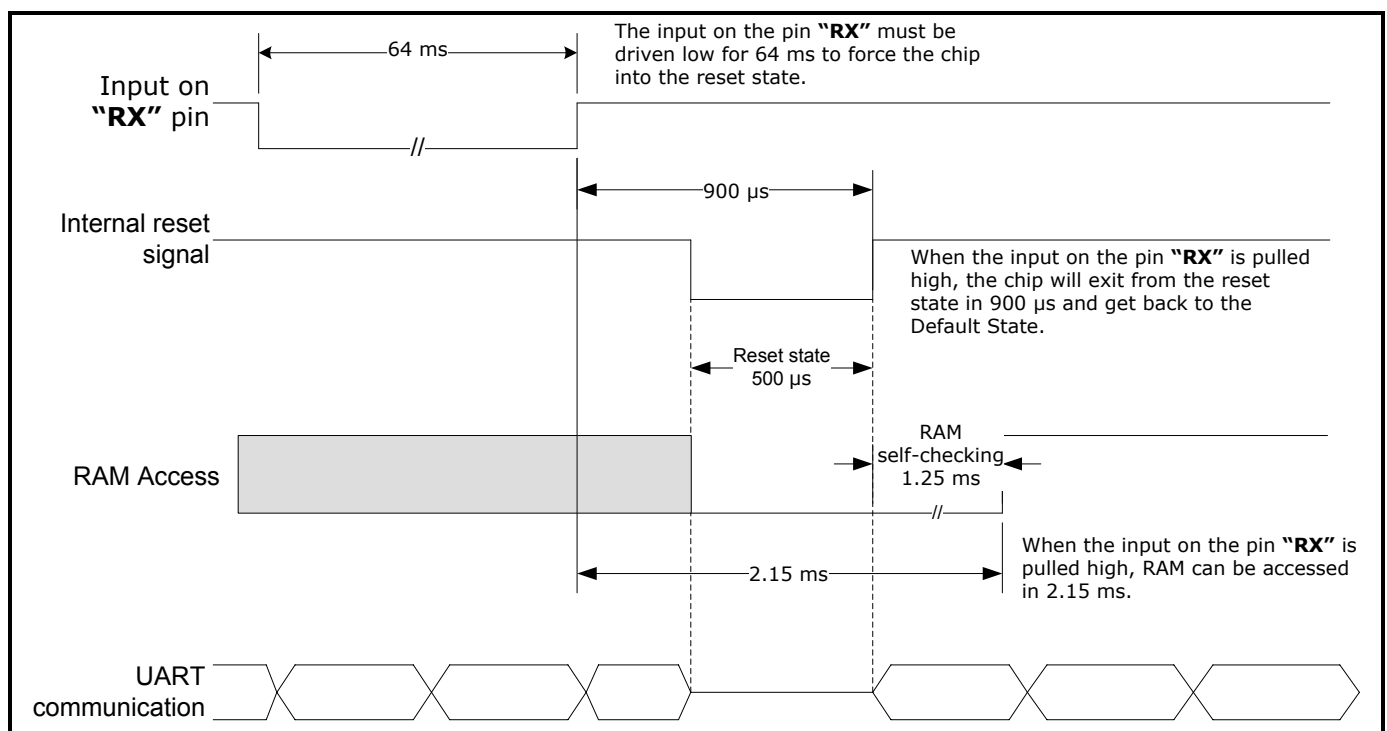 64 ms
The input on the pin “RX” must be
driven low for 64 ms to force the chip
into the reset state.
Input on
“RX” pin
//
900 µs
Internal reset
signal
When the input on the pin “RX” is pulled
high, the chip will exit from the reset
state in 900 µs and get back to the
Default State.
Reset state
500 µs
RAM Access
RAM
self-checking
1.25 ms
//
When the input on the pin “RX” is
pulled high, RAM can be accessed
in 2.15 ms.
2.15 ms
UART
communication